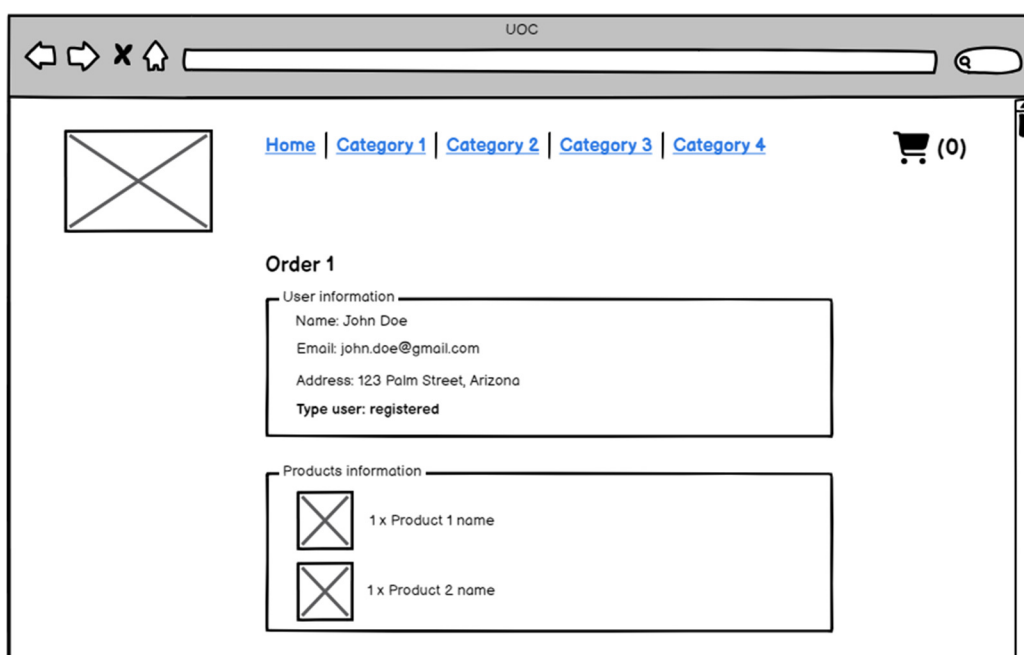 UOC
Home | Category 1 | Category 2 | Category 3 | Category 4
(0)
Order 1
User information
Name: John Doe
Email: john.doe@gmail.com
Address: 123 Palm Street, Arizona
Type user: registered
Products information
1 x Product 1 name
1 x Product 2 name